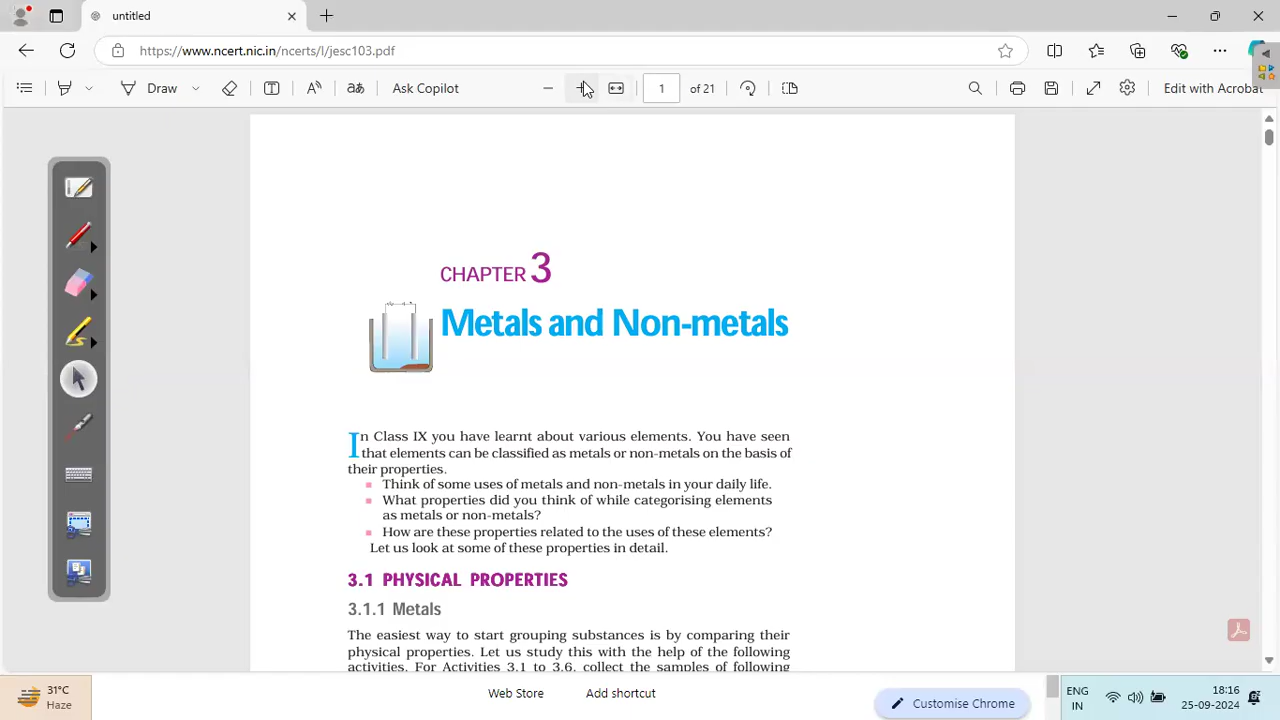 untitled
https://www.ncert.nic.in/ncerts/l/jesc103.pdf
Draw
Ask Copilot
1 of 21
Edit with Acrobat
CHAPTER 3
Metals and Non-metals
In Class IX you have learnt about various elements. You have seen
that elements can be classified as metals or non-metals on the basis of
their properties.
Think of some uses of metals and non-metals in your daily life.
What properties did you think of while categorising elements
as metals or non-metals?
How are these properties related to the uses of these elements?
Let us look at some of these properties in detail.
3.1 PHYSICAL PROPERTIES
3.1.1 Metals
The easiest way to start grouping substances is by comparing their
physical properties. Let us study this with the help of the following
activities. For Activities 3.1 to 3.6, collect the samples of following
31°C
Haze
Web Store
Add shortcut
Customise Chrome
ENG
IN
18:16
25-09-2024